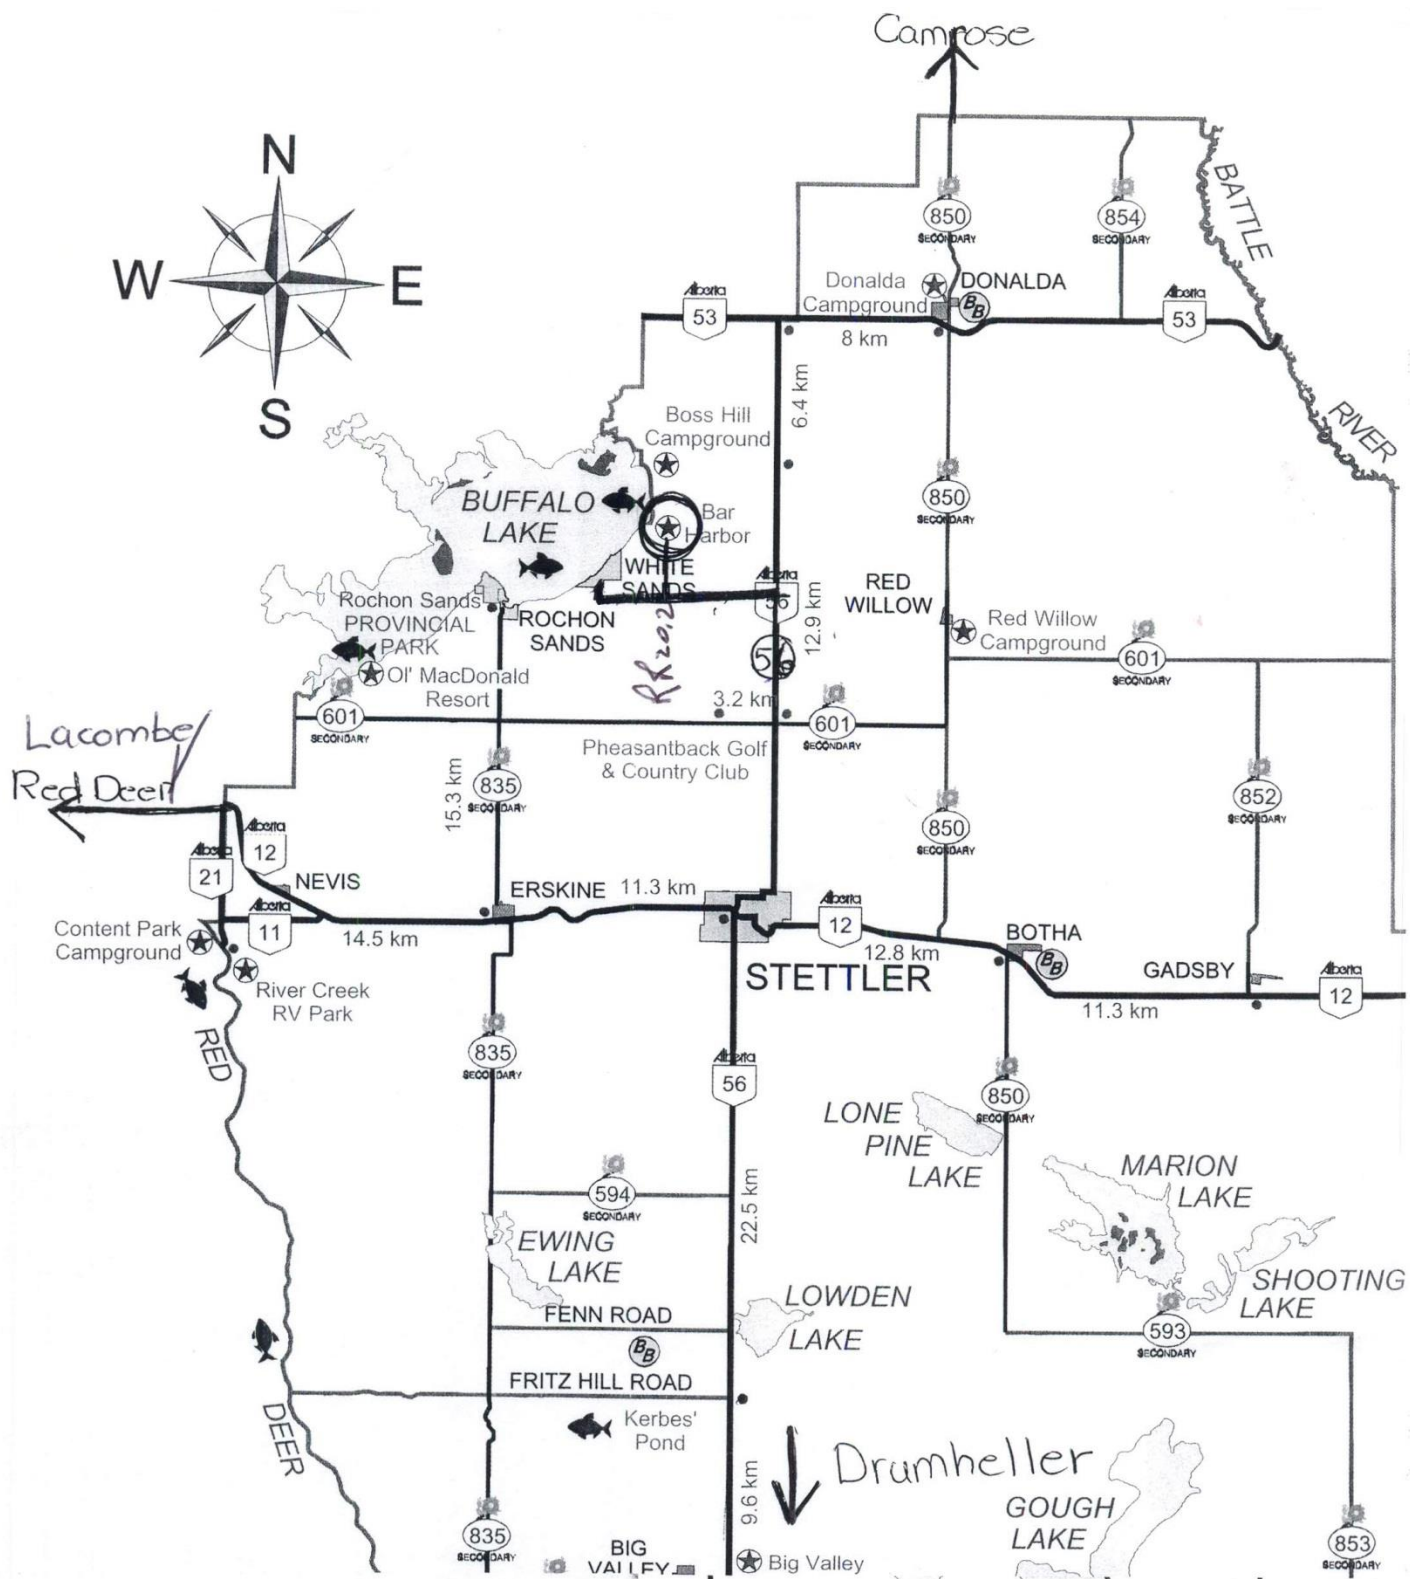 Camrose
N
W
E
S
BATTLE
RIVER
850
SECONDARY
854
SECONDARY
Donalda
Campground
DONALDA
BB
Alberta
53
Alberta
53
8 km
6.4 km
Boss Hill
Campground
BUFFALO
LAKE
Bar
Harbor
850
SECONDARY
WHITE
SANDS
Alberta
56
RED
WILLOW
Rochon Sands
PROVINCIAL
PARK
ROCHON
SANDS
RR 20.2
56
12.9 km
Red Willow
Campground
601
SECONDARY
Ol' MacDonald
Resort
3.2 km
601
SECONDARY
601
SECONDARY
Lacombe/
Red Deer
Pheasantback Golf
& Country Club
835
SECONDARY
15.3 km
850
SECONDARY
852
SECONDARY
Alberta
12
Alberta
21
NEVIS
ERSKINE
11.3 km
Alberta
11
14.5 km
Alberta
12
12.8 km
BOTHA
BB
Content Park
Campground
River Creek
RV Park
STETTLER
GADSBY
Alberta
12
11.3 km
RED
DEER
835
SECONDARY
Alberta
56
850
SECONDARY
LONE
PINE
LAKE
MARION
LAKE
594
SECONDARY
22.5 km
EWING
LAKE
SHOOTING
LAKE
LOWDEN
LAKE
FENN ROAD
BB
593
SECONDARY
FRITZ HILL ROAD
Kerbes'
Pond
Drumheller
9.6 km
GOUGH
LAKE
835
SECONDARY
BIG
VALLEY
Big Valley
853
SECONDARY